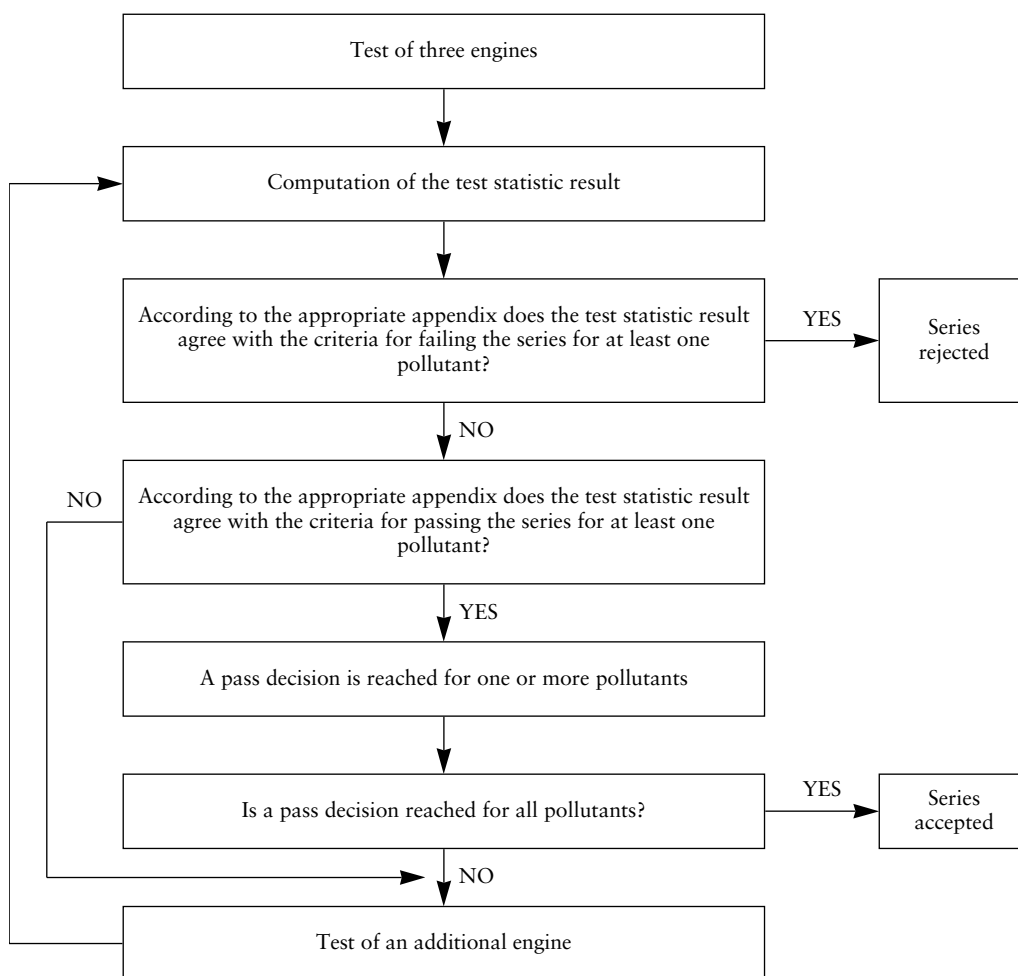 Test of three engines
Computation of the test statistic result
According to the appropriate appendix does the test statistic result
agree with the criteria for failing the series for at least one
pollutant?
YES
Series
rejected
NO
NO
According to the appropriate appendix does the test statistic result
agree with the criteria for passing the series for at least one
pollutant?
YES
A pass decision is reached for one or more pollutants
Is a pass decision reached for all pollutants?
YES
Series
accepted
NO
Test of an additional engine